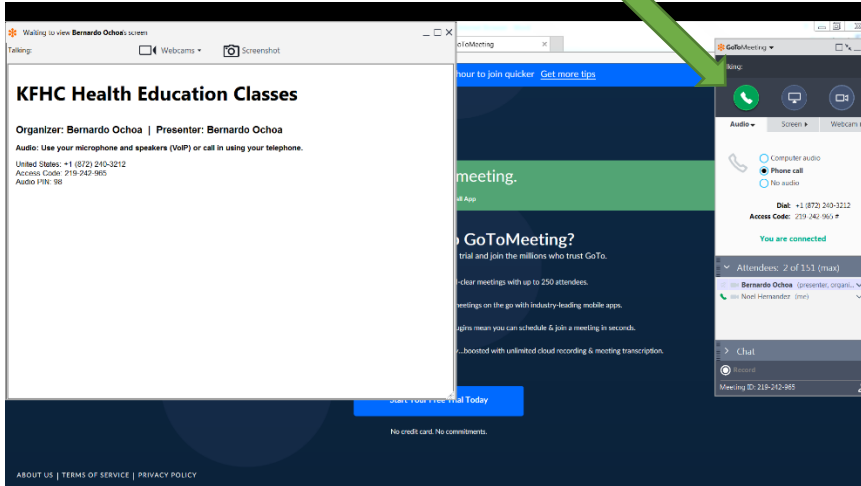 Waiting to view Bernardo Ochoa's screen
Talking:
Webcams
Screenshot
KFHC Health Education Classes
Organizer: Bernardo Ochoa | Presenter: Bernardo Ochoa
Audio: Use your microphone and speakers (VoIP) or call in using your telephone.
United States: +1 (872) 240-3212
Access Code: 219-242-965
Audio PIN: 98
oToMeeting ×
hour to join quicker Get more tips
meeting.
all App
GoToMeeting?
trial and join the millions who trust GoTo.
-clear meetings with up to 250 attendees.
meetings on the go with industry-leading mobile apps.
ugins mean you can schedule & join a meeting in seconds.
...boosted with unlimited cloud recording & meeting transcription.
Start Your Free Trial Today
No credit card. No commitments.
ABOUT US | TERMS OF SERVICE | PRIVACY POLICY
GoToMeeting
lking:
Audio Screen Webcam
Computer audio
Phone call
No audio
Dial: +1 (872) 240-3212
Access Code: 219-242-965 #
You are connected
Attendees: 2 of 151 (max)
Bernardo Ochoa (presenter, organi...
Noel Hernandez (me)
Chat
Record
Meeting ID: 219-242-965